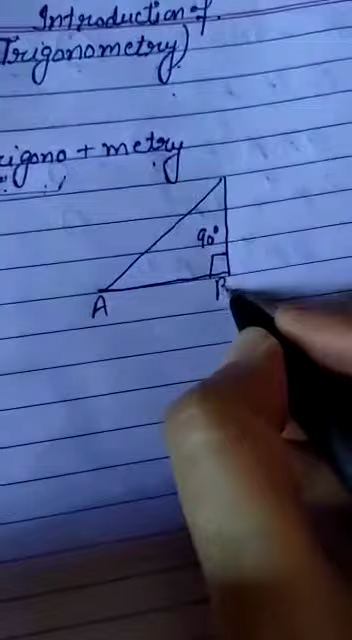 Introduction of
Trigonometry)
igono + metry
90°
A
B